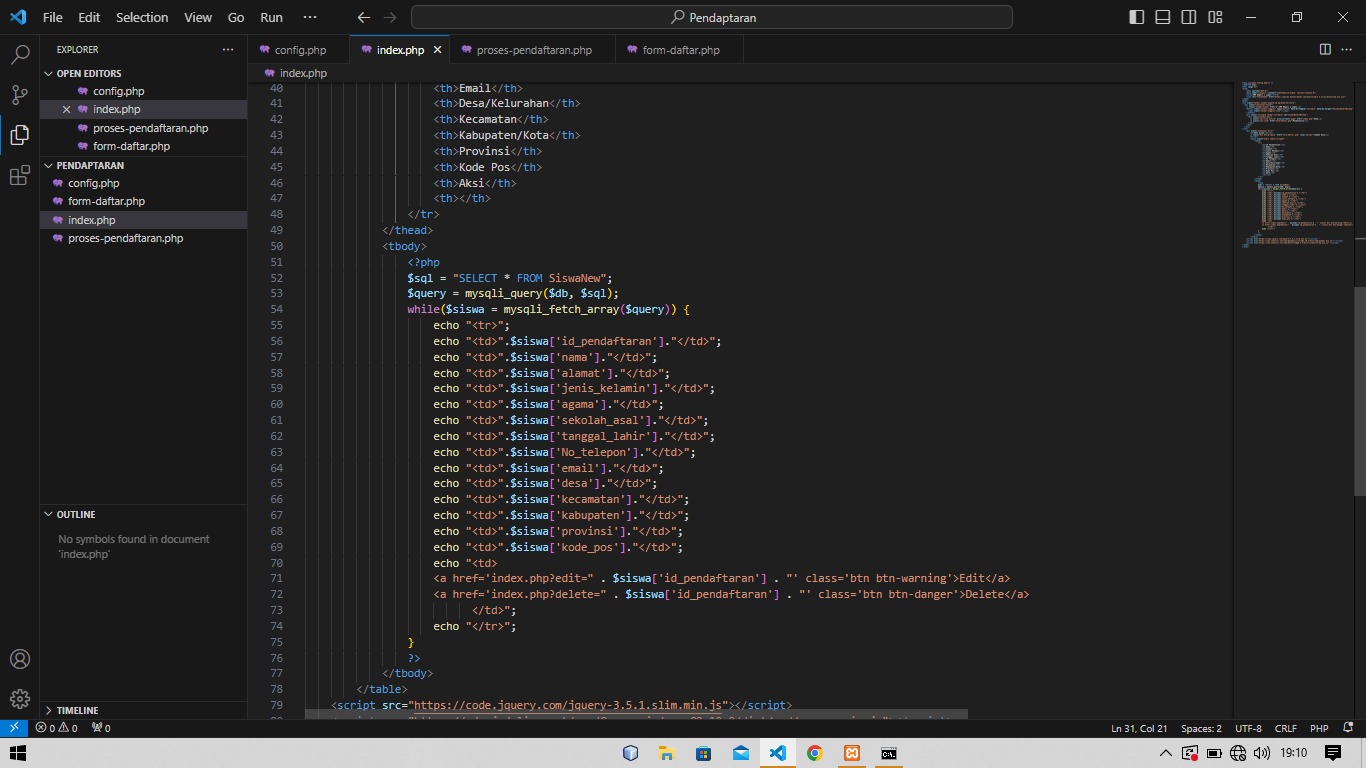 File Edit Selection View Go Run ··· Pendaptaran
EXPLORER ···
OPEN EDITORS
config.php
index.php
proses-pendaftaran.php
form-daftar.php
PENDAPTARAN
config.php
form-daftar.php
index.php
proses-pendaftaran.php
OUTLINE
No symbols found in document
'index.php'
TIMELINE
config.php index.php proses-pendaftaran.php form-daftar.php ···
index.php
40 <th>Email</th>
41 <th>Desa/Kelurahan</th>
42 <th>Kecamatan</th>
43 <th>Kabupaten/Kota</th>
44 <th>Provinsi</th>
45 <th>Kode Pos</th>
46 <th>Aksi</th>
47 <th></th>
48 </tr>
49 </thead>
50 <tbody>
51 <?php
52 $sql = "SELECT * FROM SiswaNew";
53 $query = mysqli_query($db, $sql);
54 while($siswa = mysqli_fetch_array($query)) {
55 echo "<tr>";
56 echo "<td>".$siswa['id_pendaftaran']."</td>";
57 echo "<td>".$siswa['nama']."</td>";
58 echo "<td>".$siswa['alamat']."</td>";
59 echo "<td>".$siswa['jenis_kelamin']."</td>";
60 echo "<td>".$siswa['agama']."</td>";
61 echo "<td>".$siswa['sekolah_asal']."</td>";
62 echo "<td>".$siswa['tanggal_lahir']."</td>";
63 echo "<td>".$siswa['No_telepon']."</td>";
64 echo "<td>".$siswa['email']."</td>";
65 echo "<td>".$siswa['desa']."</td>";
66 echo "<td>".$siswa['kecamatan']."</td>";
67 echo "<td>".$siswa['kabupaten']."</td>";
68 echo "<td>".$siswa['provinsi']."</td>";
69 echo "<td>".$siswa['kode_pos']."</td>";
70 echo "<td>
71 <a href='index.php?edit=" . $siswa['id_pendaftaran'] . "' class='btn btn-warning'>Edit</a>
72 <a href='index.php?delete=" . $siswa['id_pendaftaran'] . "' class='btn btn-danger'>Delete</a>
73 </td>";
74 echo "</tr>";
75 }
76 ?>
77 </tbody>
78 </table>
79 <script src="https://code.jquery.com/jquery-3.5.1.slim.min.js"></script>
0 0 0 Ln 31, Col 21 Spaces: 2 UTF-8 CRLF PHP
19:10